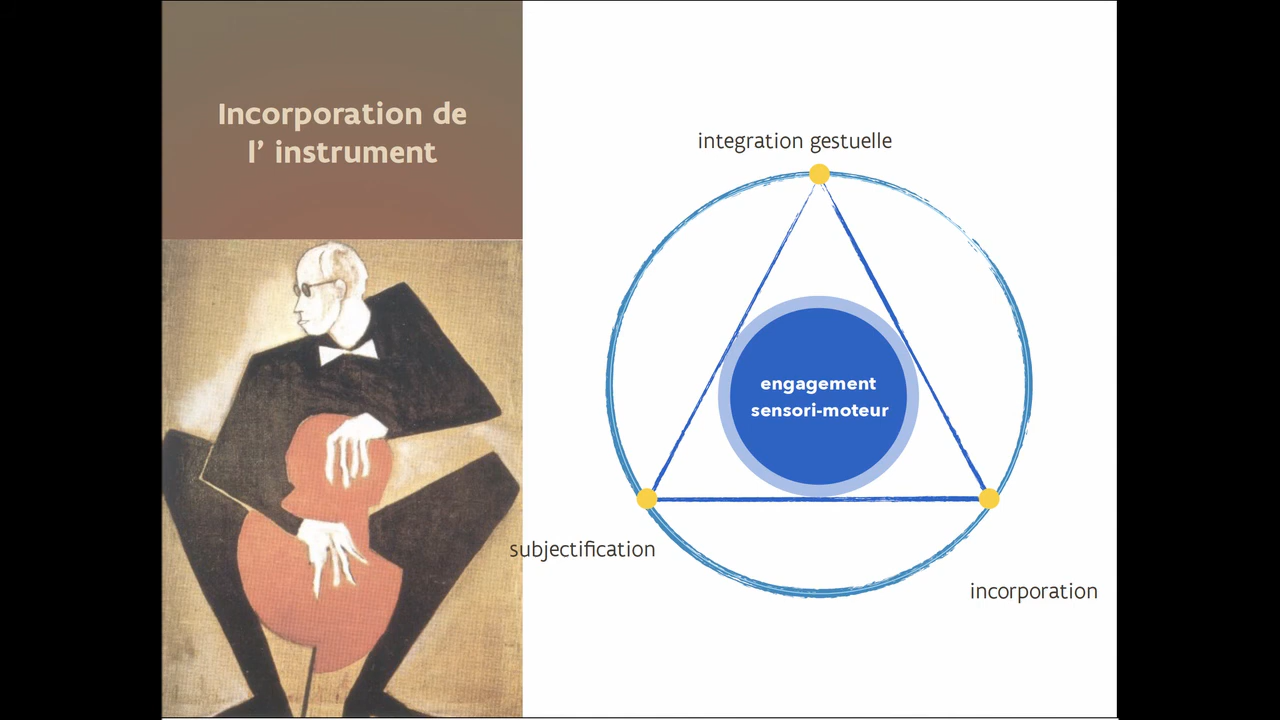 Incorporation de
l’ instrument
integration gestuelle
engagement
sensori-moteur
subjectification
incorporation